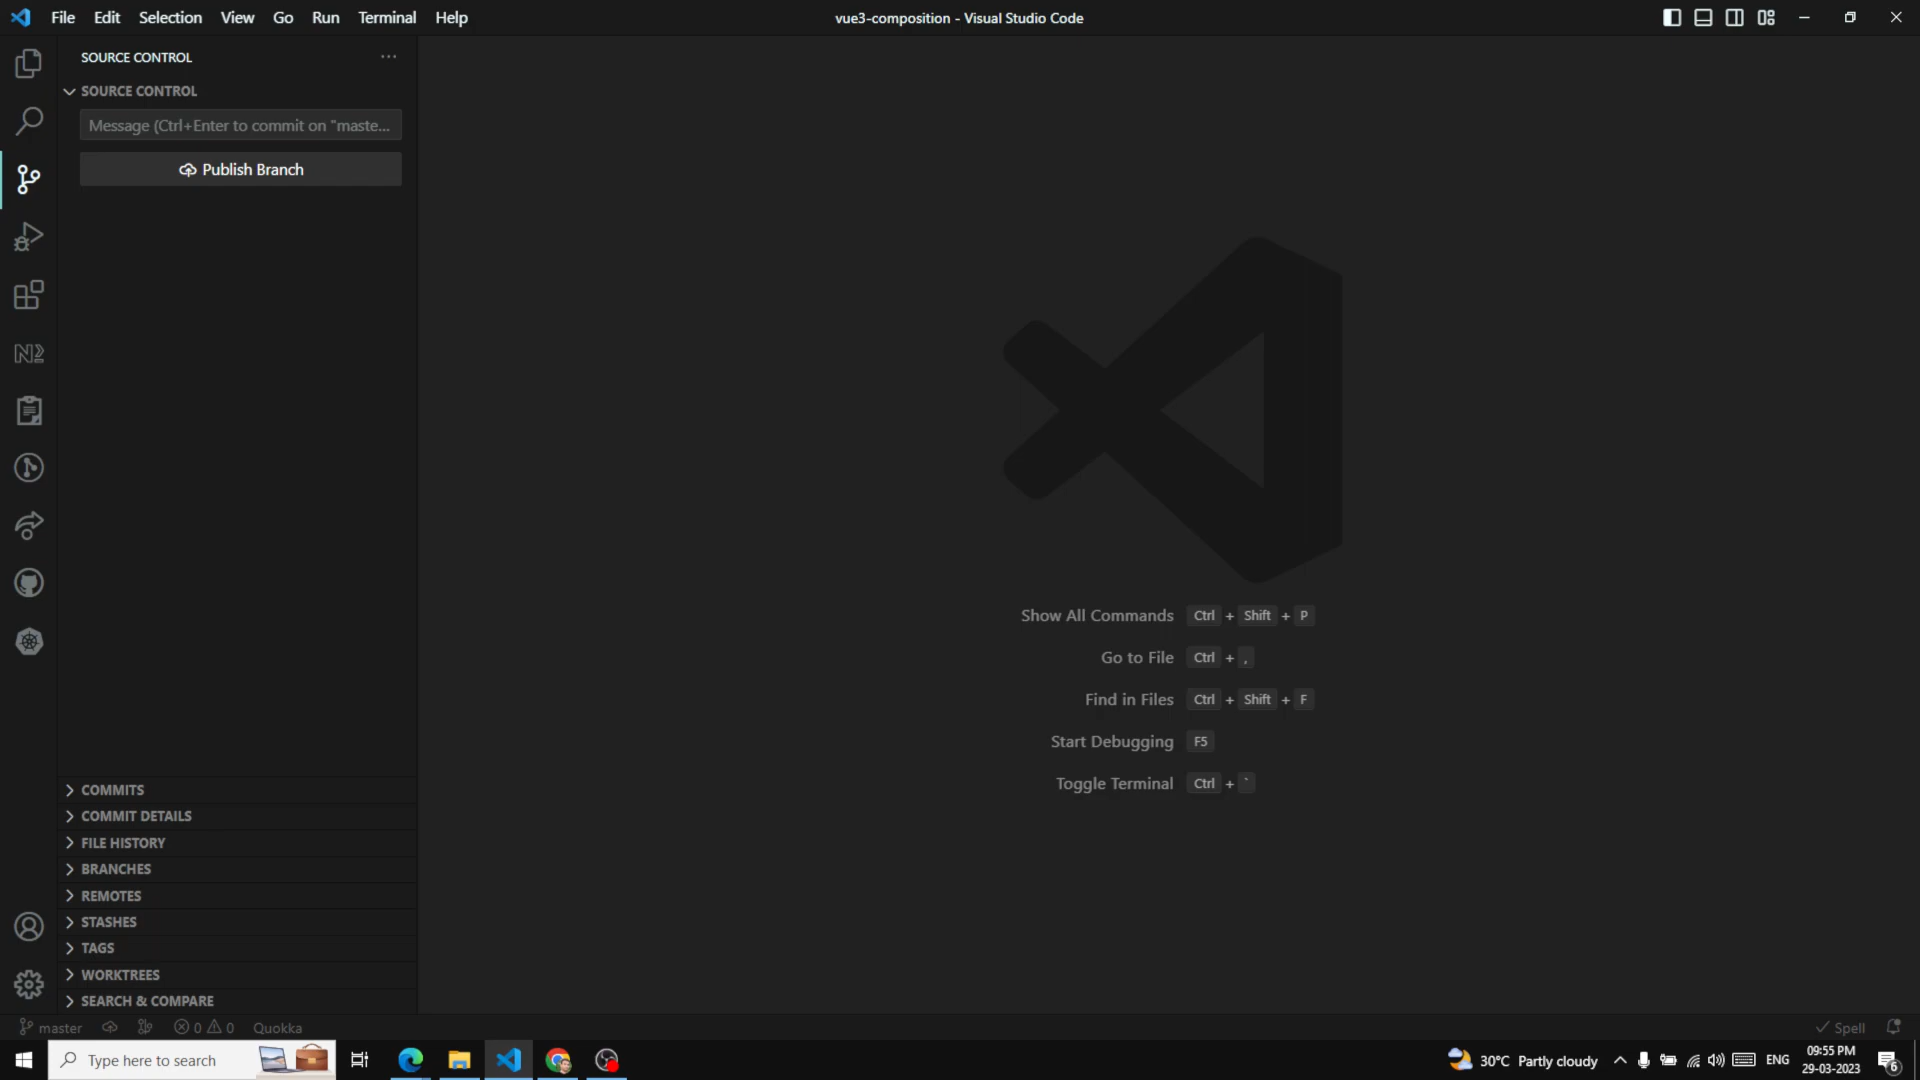 File Edit Selection View Go Run Terminal Help
vue3-composition - Visual Studio Code
SOURCE CONTROL
SOURCE CONTROL
Message (Ctrl+Enter to commit on "maste...
Publish Branch
Show All Commands Ctrl + Shift + P
Go to File Ctrl + ,
Find in Files Ctrl + Shift + F
Start Debugging F5
Toggle Terminal Ctrl + `
COMMITS
COMMIT DETAILS
FILE HISTORY
BRANCHES
REMOTES
STASHES
TAGS
WORKTREES
SEARCH & COMPARE
master 0 0 Quokka
Spell
Type here to search
30°C Partly cloudy
ENG
09:55 PM
29-03-2023
6